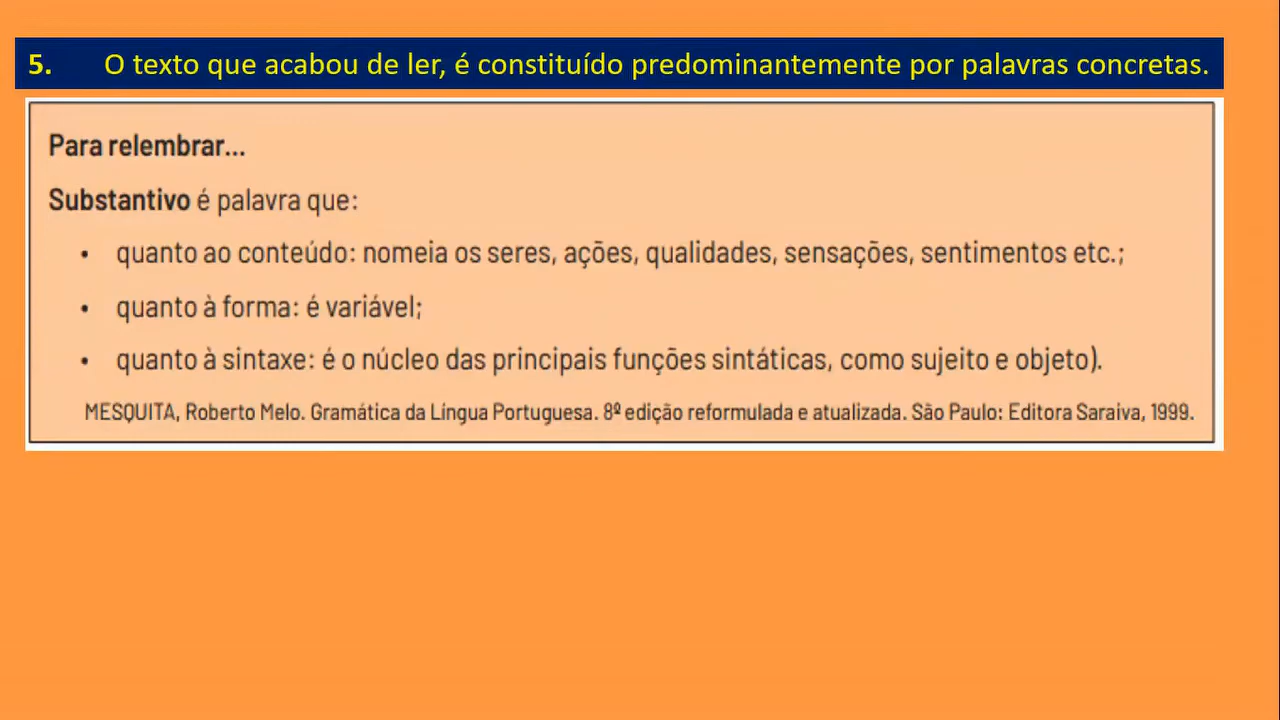 5. O texto que acabou de ler, é constituído predominantemente por palavras concretas.
Para relembrar...
Substantivo é palavra que:
• quanto ao conteúdo: nomeia os seres, ações, qualidades, sensações, sentimentos etc.;
• quanto à forma: é variável;
• quanto à sintaxe: é o núcleo das principais funções sintáticas, como sujeito e objeto).
MESQUITA, Roberto Melo. Gramática da Língua Portuguesa. 8ª edição reformulada e atualizada. São Paulo: Editora Saraiva, 1999.